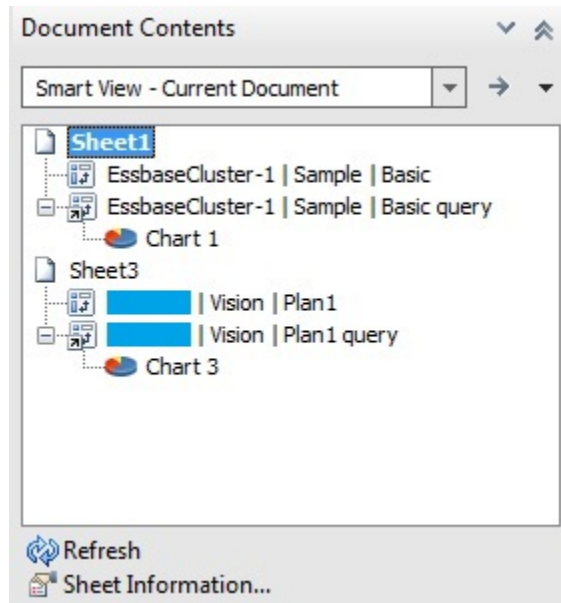 Document Contents
Smart View - Current Document
Sheet1
EssbaseCluster-1 | Sample | Basic
EssbaseCluster-1 | Sample | Basic query
Chart 1
Sheet3
| Vision | Plan1
| Vision | Plan1 query
Chart 3
Refresh
Sheet Information...